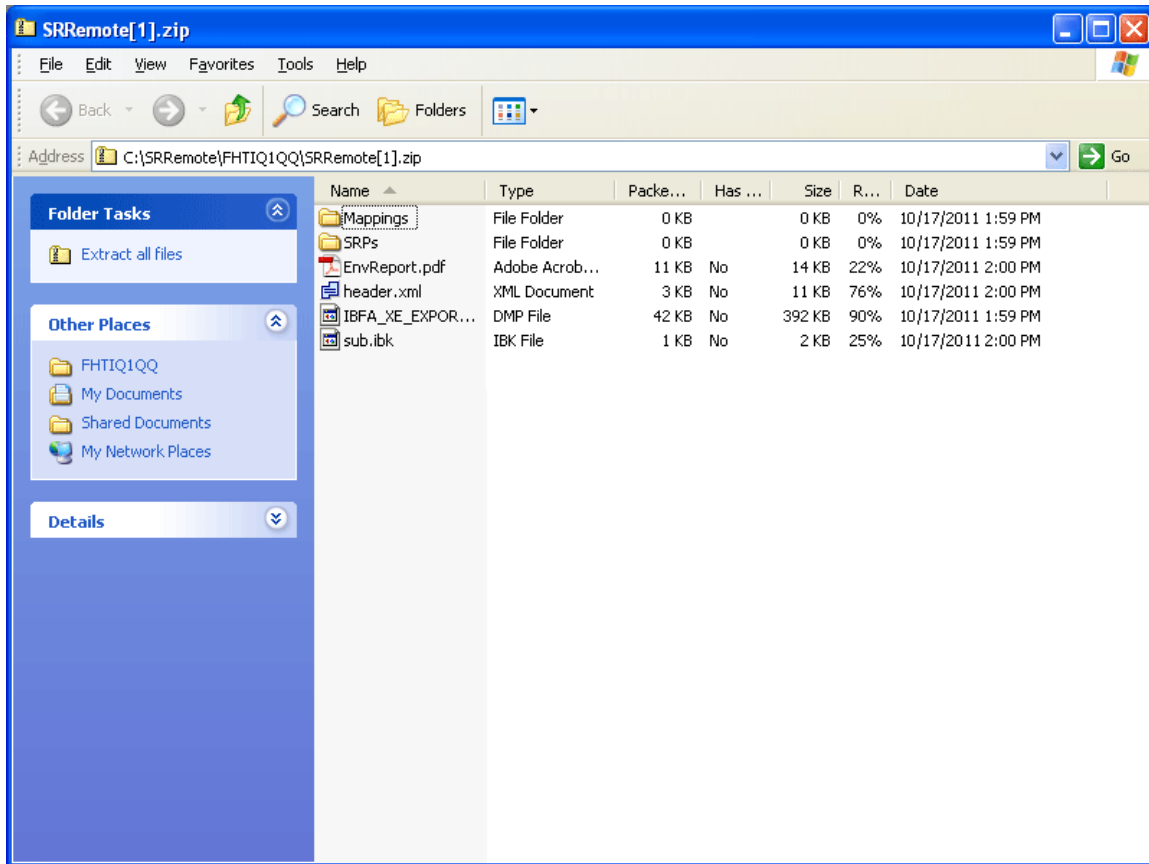 SRRemote[1].zip
File Edit View Favorites Tools Help
Back Search Folders
Address C:\SRRemote\FHTIQ1QQ\SRRemote[1].zip Go
Folder Tasks
Extract all files
Other Places
FHTIQ1QQ
My Documents
Shared Documents
My Network Places
Details
Name Type Packe... Has ... Size R... Date
Mappings File Folder 0 KB 0 KB 0% 10/17/2011 1:59 PM
SRPs File Folder 0 KB 0 KB 0% 10/17/2011 1:59 PM
EnvReport.pdf Adobe Acrob... 11 KB No 14 KB 22% 10/17/2011 2:00 PM
header.xml XML Document 3 KB No 11 KB 76% 10/17/2011 2:00 PM
IBFA_XE_EXPOR... DMP File 42 KB No 392 KB 90% 10/17/2011 1:59 PM
sub.ibk IBK File 1 KB No 2 KB 25% 10/17/2011 2:00 PM